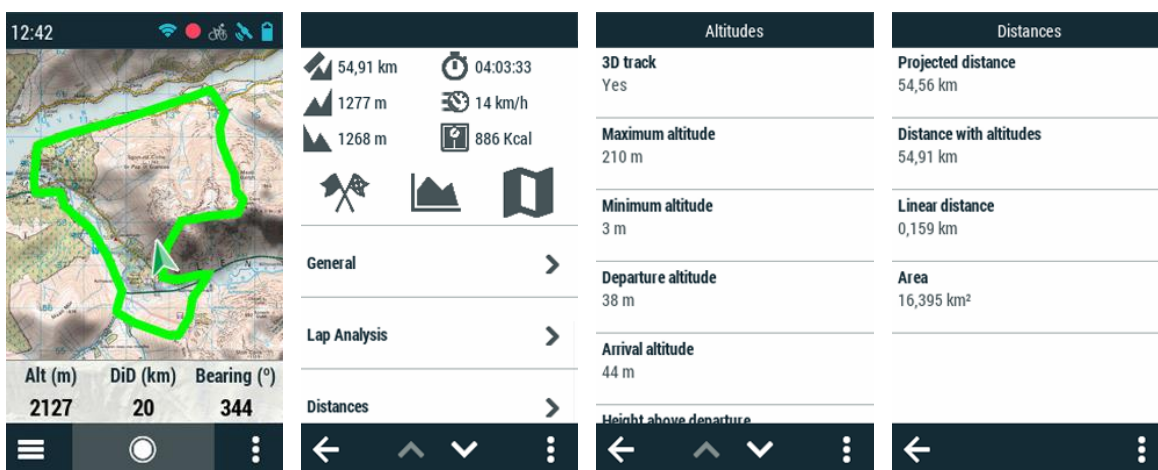 12:42
Alt (m) DiD (km) Bearing (º)
2127 20 344
54,91 km 04:03:33
1277 m 14 km/h
1268 m 886 Kcal
General
Lap Analysis
Distances
Altitudes
3D track
Yes
Maximum altitude
210 m
Minimum altitude
3 m
Departure altitude
38 m
Arrival altitude
44 m
Height above departure
Distances
Projected distance
54,56 km
Distance with altitudes
54,91 km
Linear distance
0,159 km
Area
16,395 km²